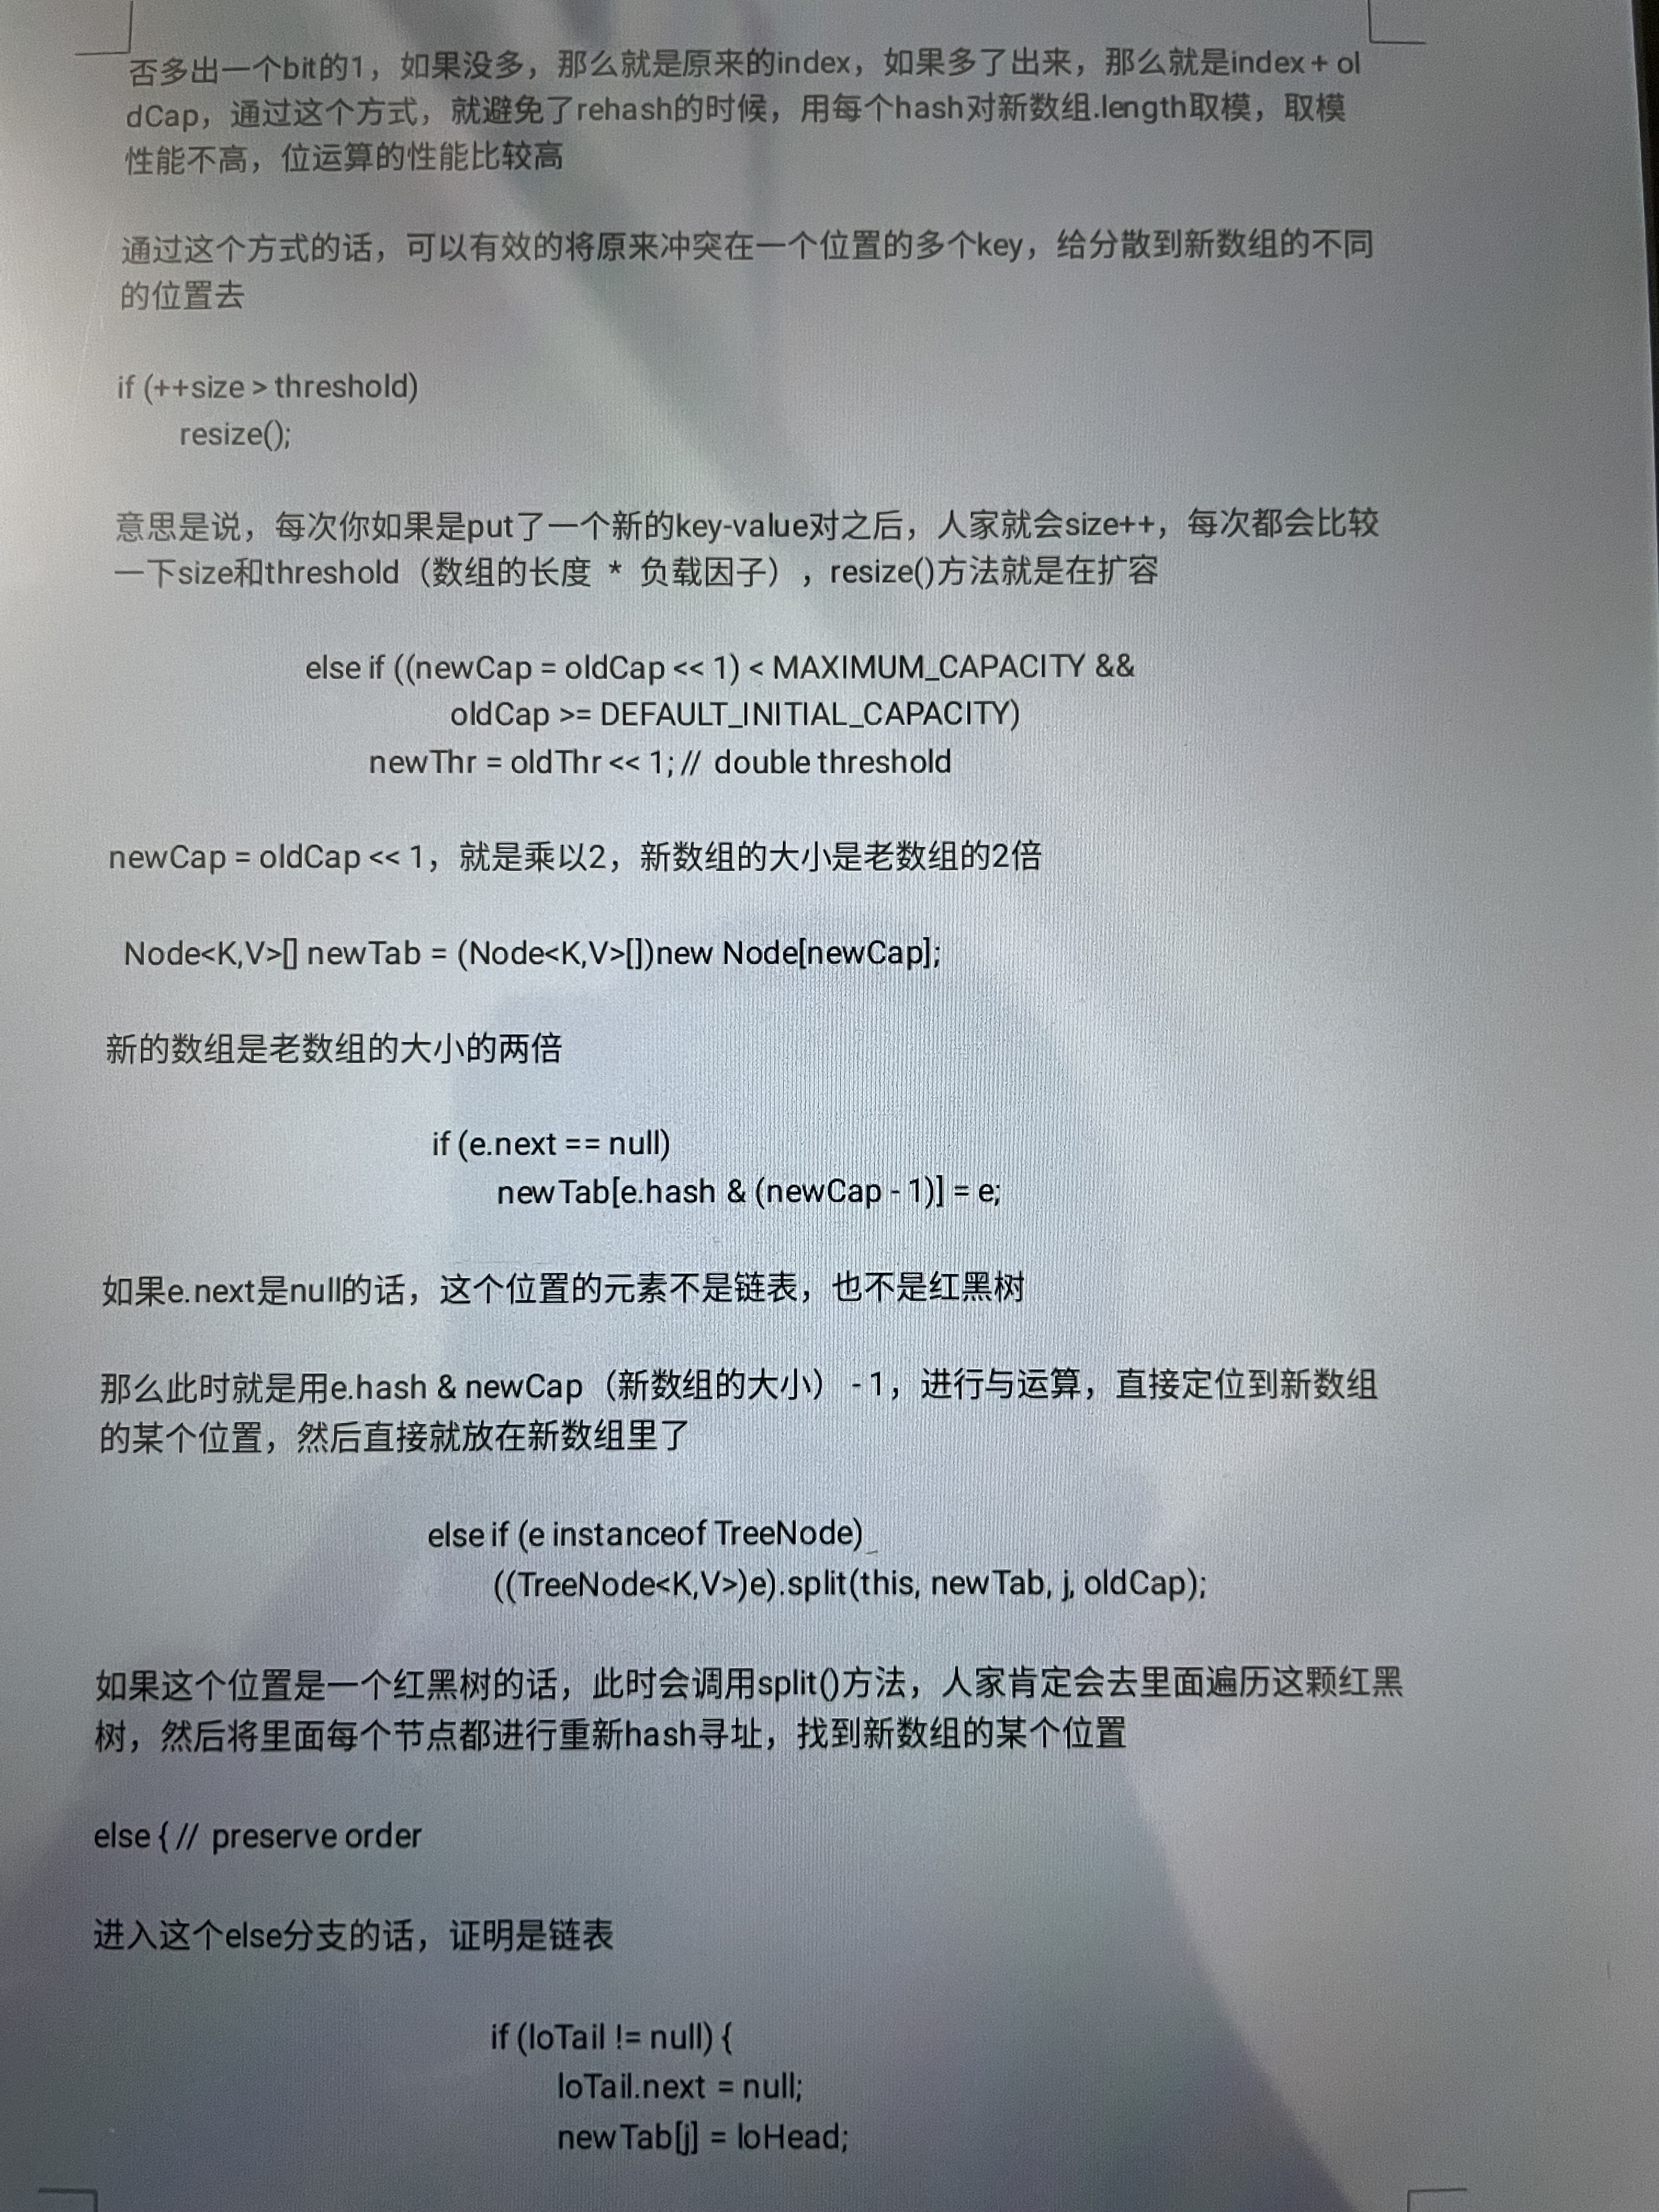 否多出一个bit的1，如果没多，那么就是原来的index，如果多了出来，那么就是index + ol
dCap，通过这个方式，就避免了rehash的时候，用每个hash对新数组.length取模，取模
性能不高，位运算的性能比较高
通过这个方式的话，可以有效的将原来冲突在一个位置的多个key，给分散到新数组的不同
的位置去
if (++size > threshold)
resize();
意思是说，每次你如果是put了一个新的key-value对之后，人家就会size++，每次都会比较
一下size和threshold（数组的长度 * 负载因子），resize()方法就是在扩容
else if ((newCap = oldCap << 1) < MAXIMUM_CAPACITY &&
oldCap >= DEFAULT_INITIAL_CAPACITY)
newThr = oldThr << 1; // double threshold
newCap = oldCap << 1，就是乘以2，新数组的大小是老数组的2倍
Node<K,V>[] newTab = (Node<K,V>[])new Node[newCap];
新的数组是老数组的大小的两倍
if (e.next == null)
newTab[e.hash & (newCap - 1)] = e;
如果e.next是null的话，这个位置的元素不是链表，也不是红黑树
那么此时就是用e.hash & newCap（新数组的大小） - 1，进行与运算，直接定位到新数组
的某个位置，然后直接就放在新数组里了
else if (e instanceof TreeNode)
((TreeNode<K,V>)e).split(this, newTab, j, oldCap);
如果这个位置是一个红黑树的话，此时会调用split()方法，人家肯定会去里面遍历这颗红黑
树，然后将里面每个节点都进行重新hash寻址，找到新数组的某个位置
else { // preserve order
进入这个else分支的话，证明是链表
if (loTail != null) {
loTail.next = null;
newTab[j] = loHead;